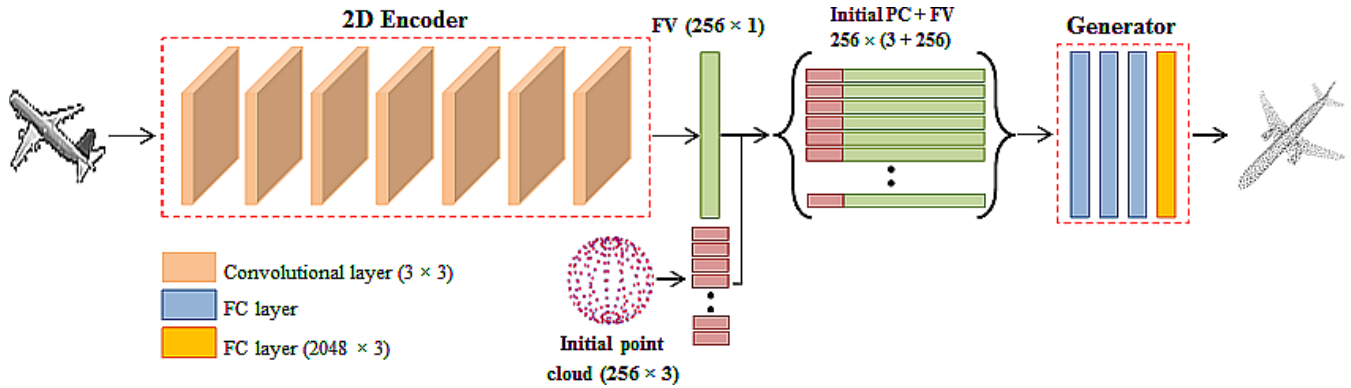 2D Encoder
FV (256 × 1)
Initial PC + FV
256 × (3 + 256)
Generator
Convolutional layer (3 × 3)
FC layer
FC layer (2048 × 3)
Initial point
cloud (256 × 3)